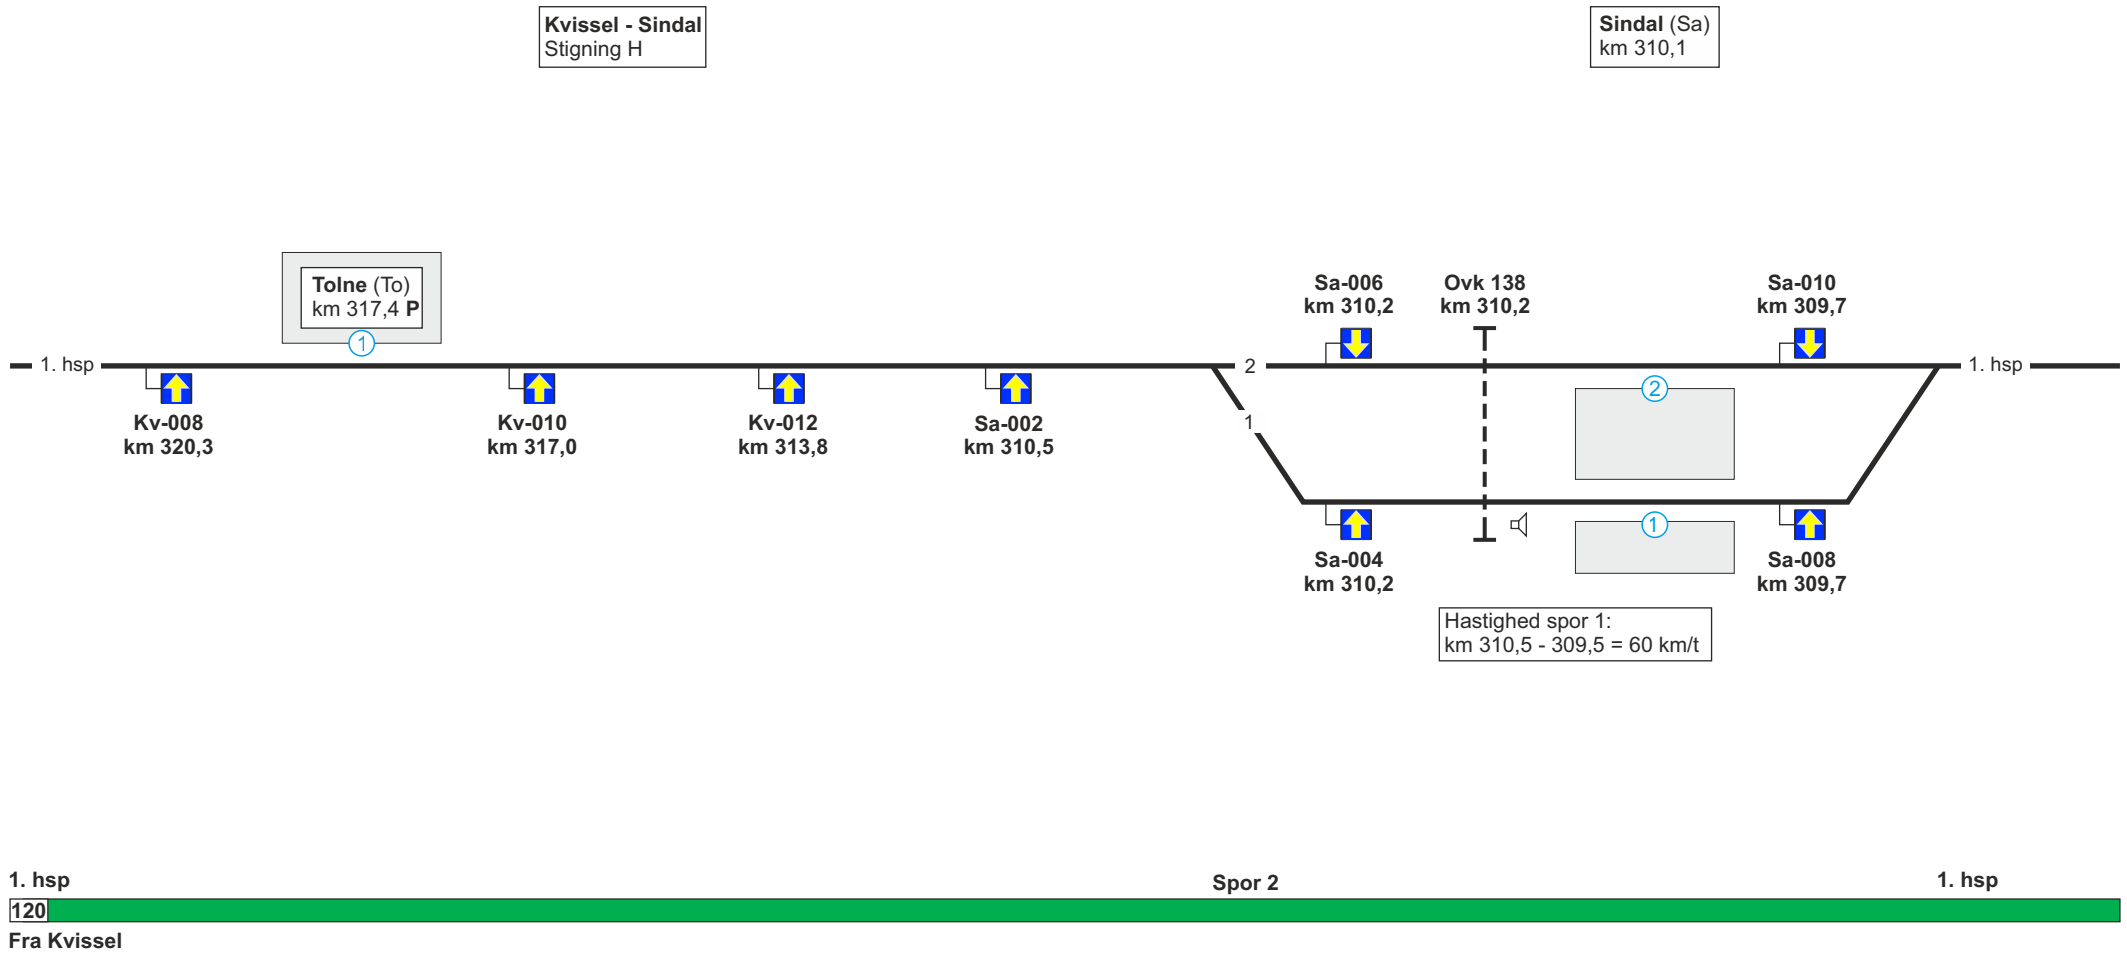 Kvissel - Sindal
Stigning H
Sindal (Sa)
km 310,1
Tolne (To)
km 317,4 P
1
Sa-006
km 310,2
Ovk 138
km 310,2
Sa-010
km 309,7
1. hsp
2
1. hsp
Kv-008
km 320,3
Kv-010
km 317,0
Kv-012
km 313,8
Sa-002
km 310,5
1
2
1
Sa-004
km 310,2
Sa-008
km 309,7
Hastighed spor 1:
km 310,5 - 309,5 = 60 km/t
1. hsp
Spor 2
1. hsp
120
Fra Kvissel